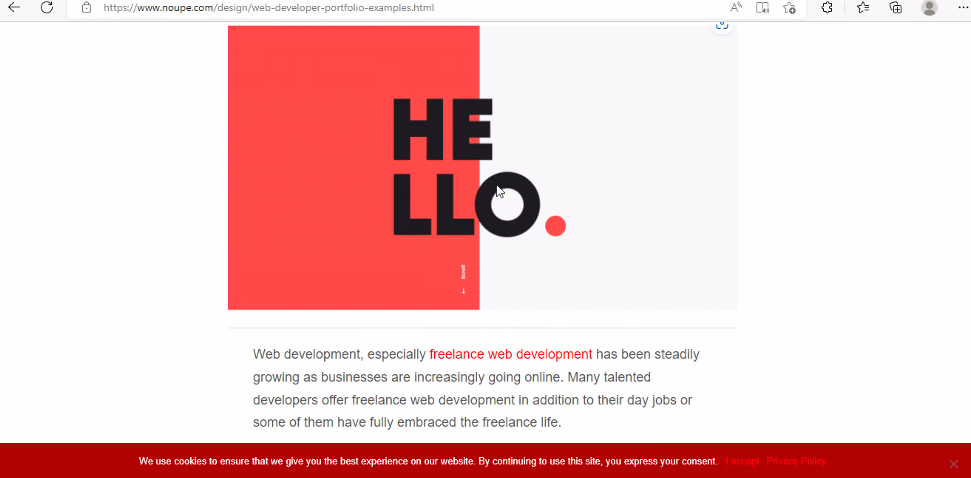 https://www.noupe.com/design/web-developer-portfolio-examples.html
HE
LLO.
Scroll
Web development, especially freelance web development has been steadily
growing as businesses are increasingly going online. Many talented
developers offer freelance web development in addition to their day jobs or
some of them have fully embraced the freelance life.
We use cookies to ensure that we give you the best experience on our website. By continuing to use this site, you express your consent. I accept Privacy Policy